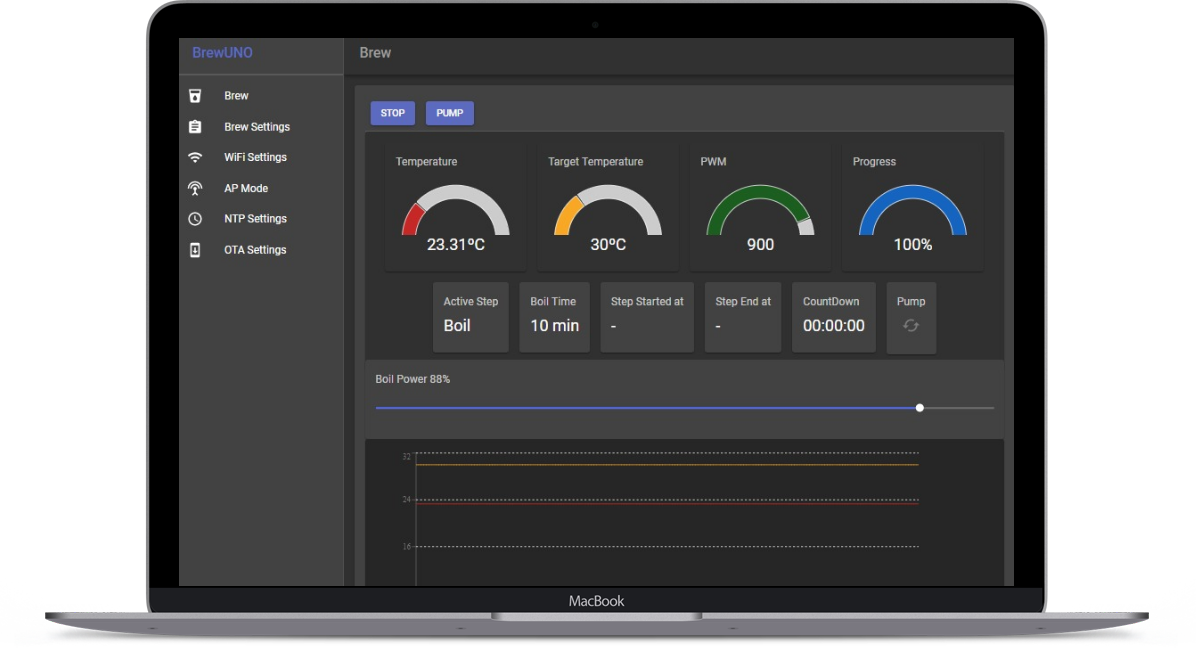 BrewUNO
Brew
Brew
Brew Settings
WiFi Settings
AP Mode
NTP Settings
OTA Settings
STOP
PUMP
Temperature
23.31ºC
Target Temperature
30ºC
PWM
900
Progress
100%
Active Step
Boil
Boil Time
10 min
Step Started at
-
Step End at
-
CountDown
00:00:00
Pump
Boil Power 88%
32
24
16
MacBook